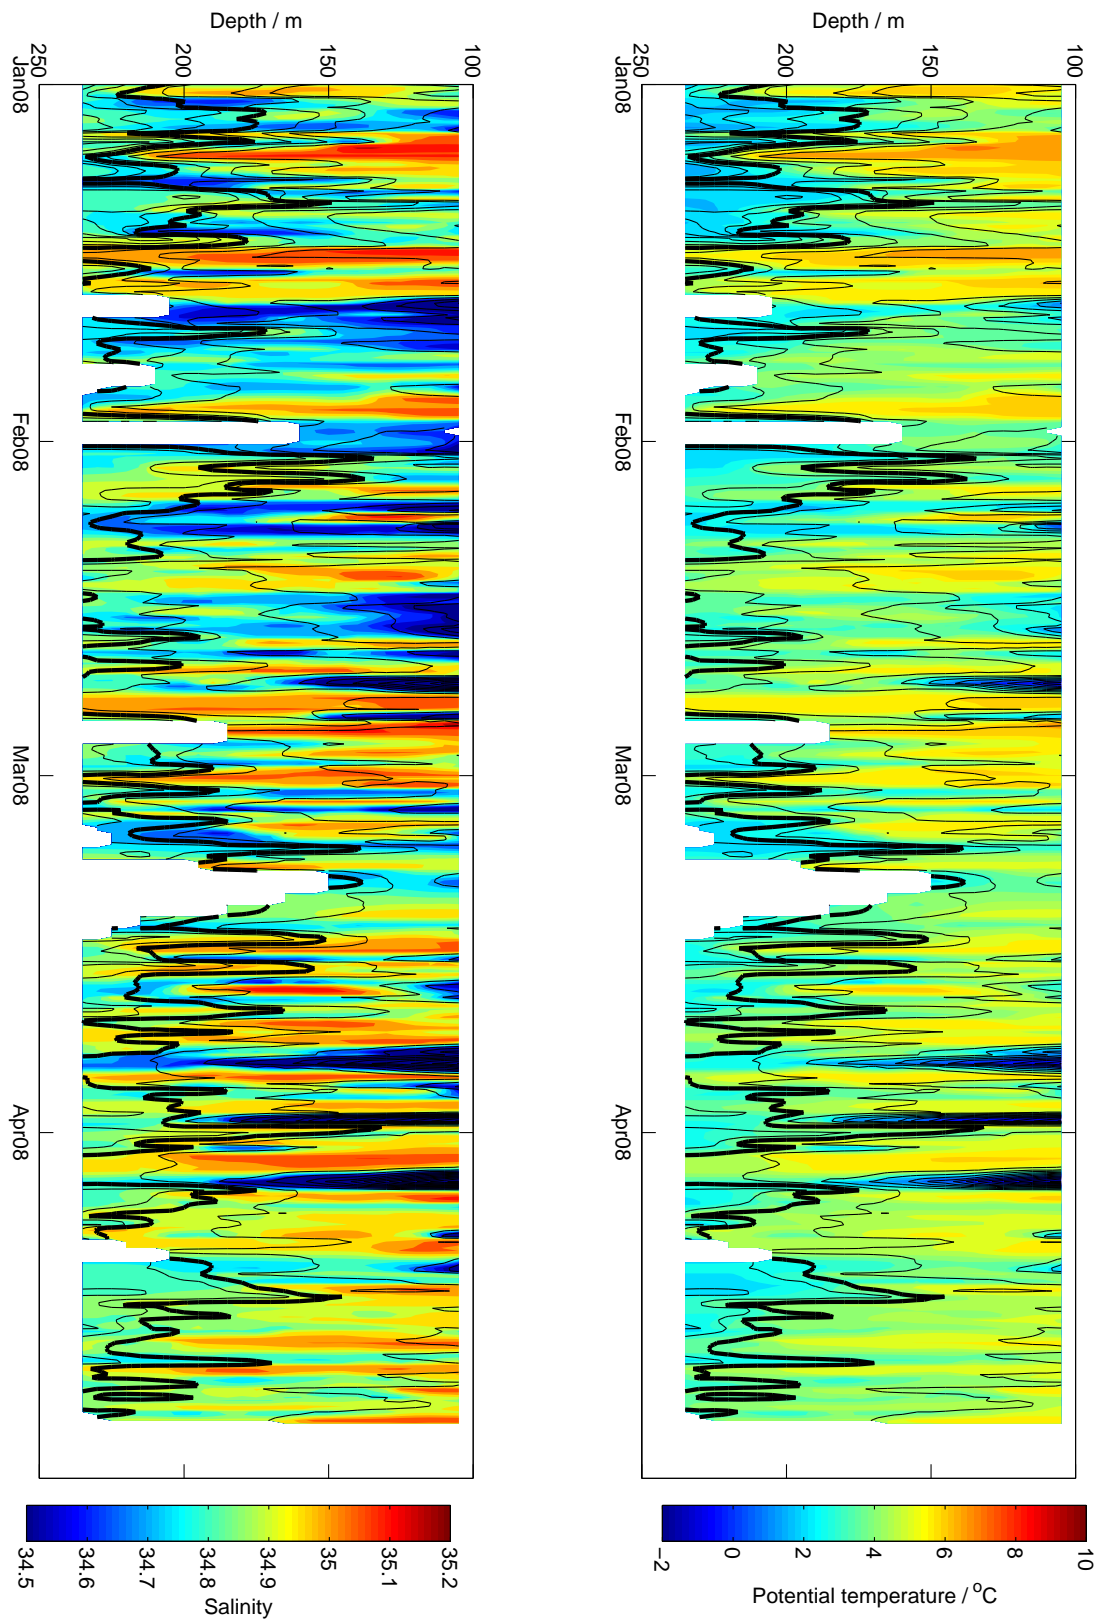 Depth / m
250
200
150
100
Jan08
Feb08
Mar08
Apr08
34.5
34.6
34.7
34.8
34.9
35
35.1
35.2
Salinity
Depth / m
250
200
150
100
Jan08
Feb08
Mar08
Apr08
−2
0
2
4
6
8
10
Potential temperature / °C